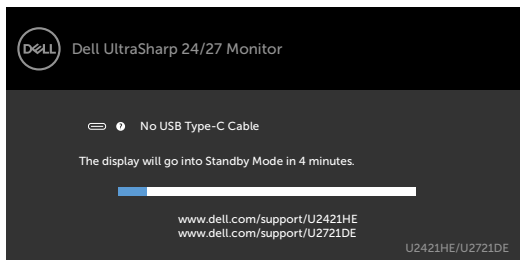 DELL
Dell UltraSharp 24/27 Monitor
? No USB Type-C Cable
The display will go into Standby Mode in 4 minutes.
www.dell.com/support/U2421HE
www.dell.com/support/U2721DE
U2421HE/U2721DE